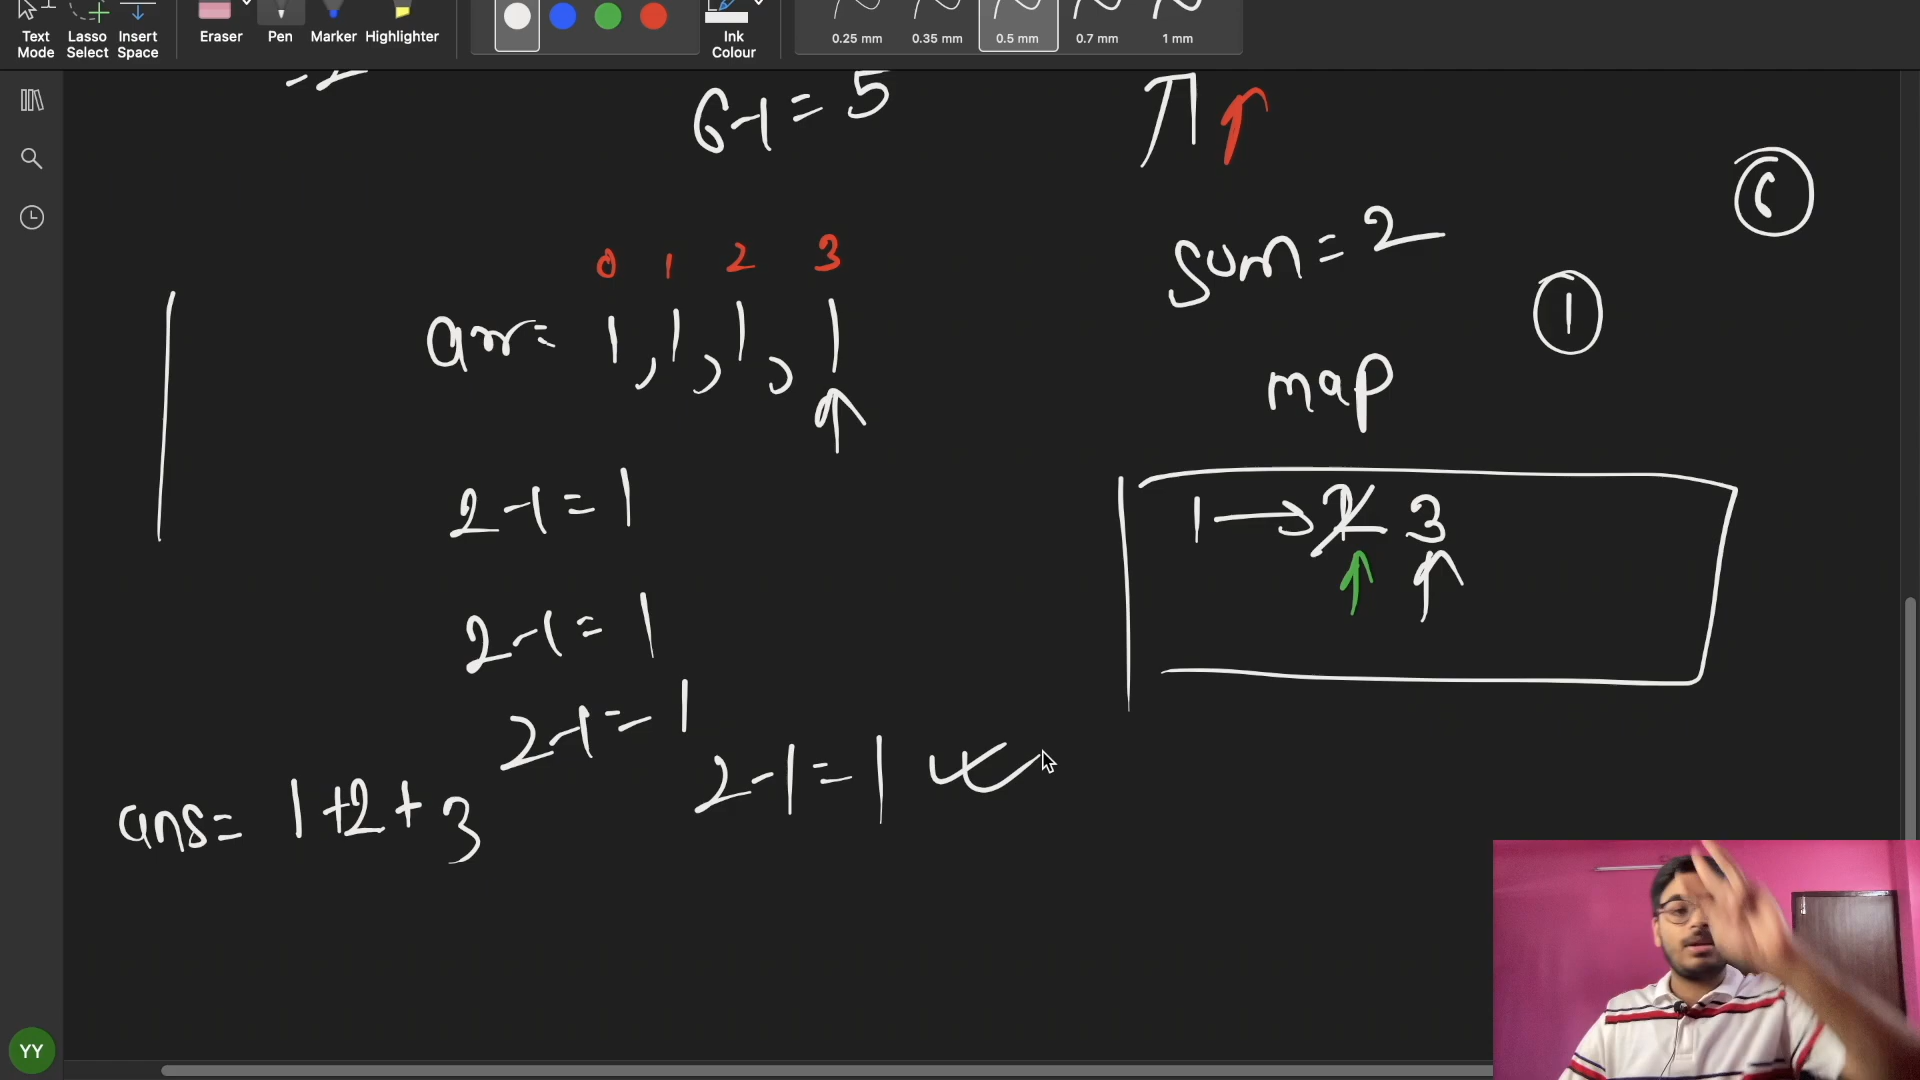 Text Mode
Lasso Select
Insert Space
Eraser
Pen
Marker
Highlighter
Ink Colour
0.25 mm
0.35 mm
0.5 mm
0.7 mm
1 mm
6-1=5
6
0 1 2 3
sum=2
arr= 1,1,1,1
1
map
2-1=1
1→2 3
2-1=1
2-1=1
2-1=1
ans= 1+2+3
YY